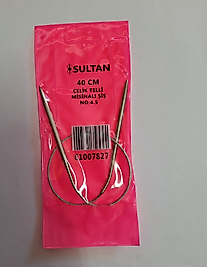 SULTAN
40 CM
ÇELİK TELLİ
MİSİNALI ŞİŞ
NO:4.5
01007827